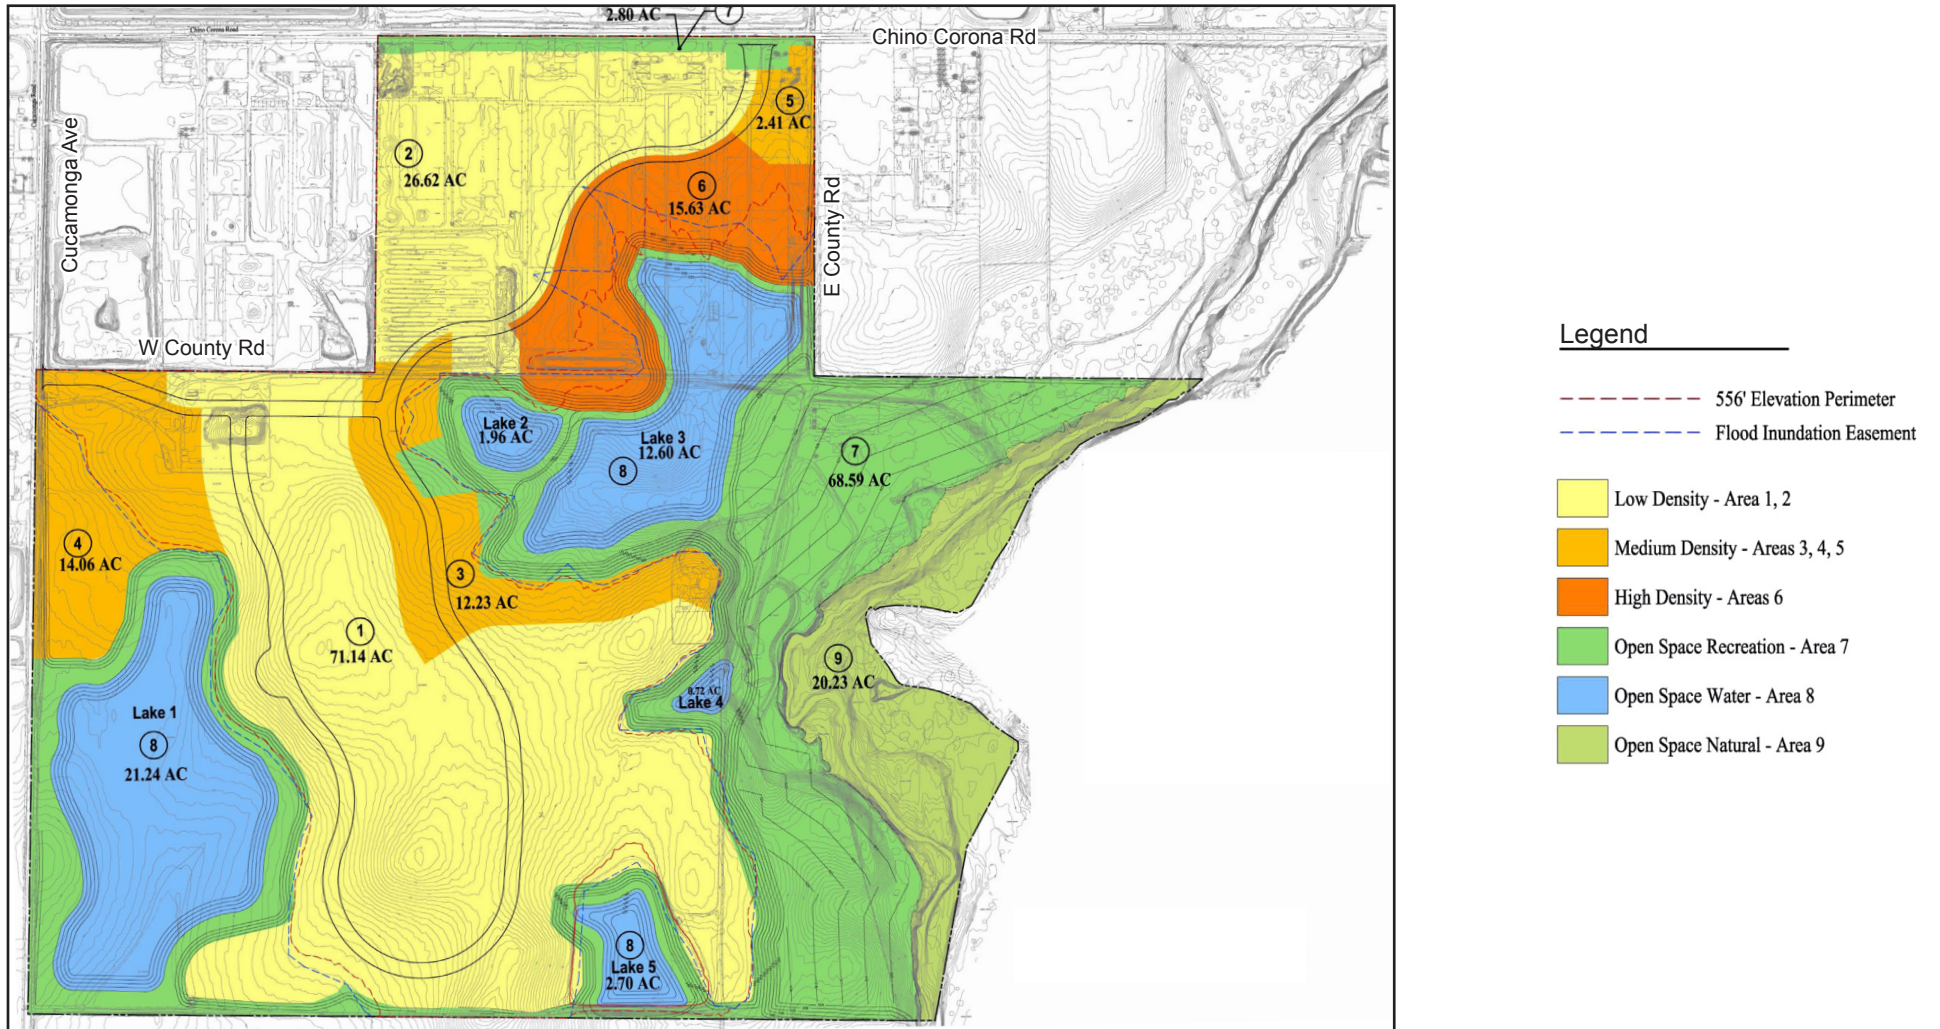 2.80 AC
7
Chino Corona Road
Chino Corona Rd
Cucamonga Ave
E County Rd
W County Rd
5
2.41 AC
2
26.62 AC
6
15.63 AC
Lake 2
1.96 AC
Lake 3
12.60 AC
8
7
68.59 AC
4
14.06 AC
3
12.23 AC
1
71.14 AC
9
20.23 AC
0.72 AC
Lake 4
Lake 1
8
21.24 AC
8
Lake 5
2.70 AC
Legend
556' Elevation Perimeter
Flood Inundation Easement
Low Density - Area 1, 2
Medium Density - Areas 3, 4, 5
High Density - Areas 6
Open Space Recreation - Area 7
Open Space Water - Area 8
Open Space Natural - Area 9